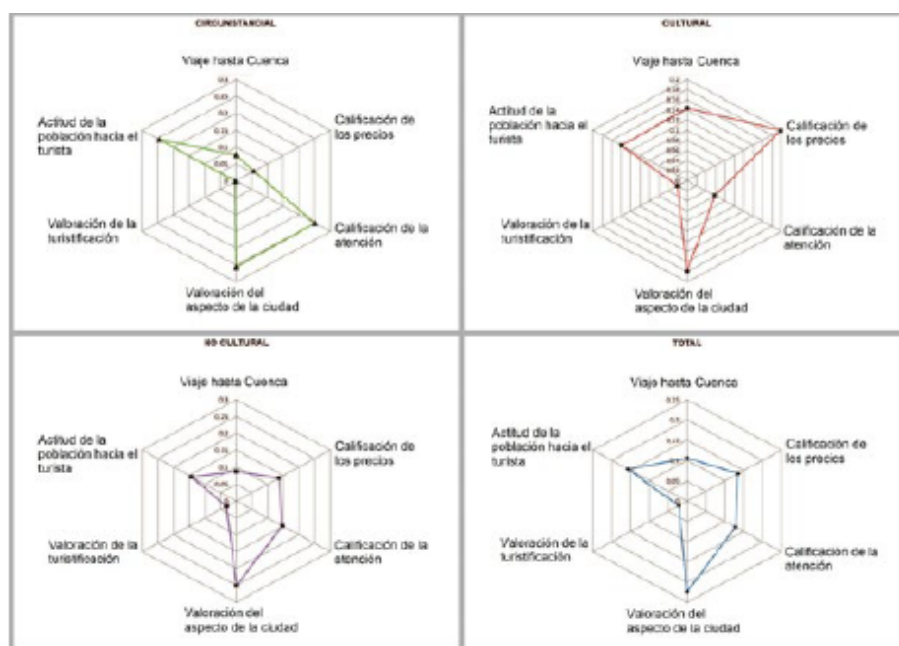 CIRCUNSTANCIAL
Viaje hasta Cuenca
Calificación de
los precios
Calificación de la
atención
Valoración del
aspecto de la ciudad
Valoración de la
turistificación
Actitud de la
población hacia el
turista
CULTURAL
Viaje hasta Cuenca
Calificación de
los precios
Calificación de la
atención
Valoración del
aspecto de la ciudad
Valoración de la
turistificación
Actitud de la
población hacia el
turista
NO CULTURAL
Viaje hasta Cuenca
Calificación de
los precios
Calificación de la
atención
Valoración del
aspecto de la ciudad
Valoración de la
turistificación
Actitud de la
población hacia el
turista
TOTAL
Viaje hasta Cuenca
Calificación de
los precios
Calificación de la
atención
Valoración del
aspecto de la ciudad
Valoración de la
turistificación
Actitud de la
población hacia el
turista